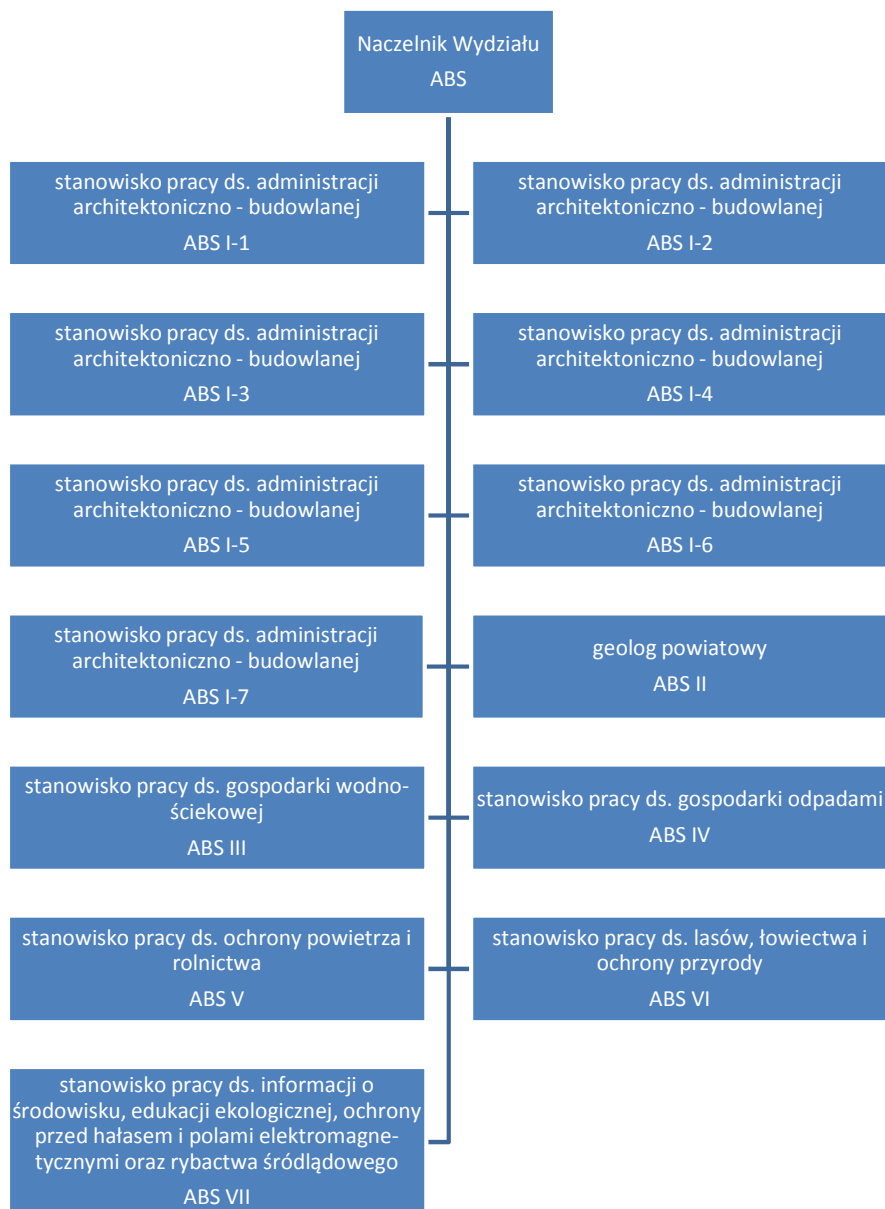 Naczelnik Wydziału
ABS
stanowisko pracy ds. administracji
architektoniczno - budowlanej
ABS I-1
stanowisko pracy ds. administracji
architektoniczno - budowlanej
ABS I-2
stanowisko pracy ds. administracji
architektoniczno - budowlanej
ABS I-3
stanowisko pracy ds. administracji
architektoniczno - budowlanej
ABS I-4
stanowisko pracy ds. administracji
architektoniczno - budowlanej
ABS I-5
stanowisko pracy ds. administracji
architektoniczno - budowlanej
ABS I-6
stanowisko pracy ds. administracji
architektoniczno - budowlanej
ABS I-7
geolog powiatowy
ABS II
stanowisko pracy ds. gospodarki wodno-
ściekowej
ABS III
stanowisko pracy ds. gospodarki odpadami
ABS IV
stanowisko pracy ds. ochrony powietrza i
rolnictwa
ABS V
stanowisko pracy ds. lasów, łowiectwa i
ochrony przyrody
ABS VI
stanowisko pracy ds. informacji o
środowisku, edukacji ekologicznej, ochrony
przed hałasem i polami elektromagne-
tycznymi oraz rybactwa śródlądowego
ABS VII